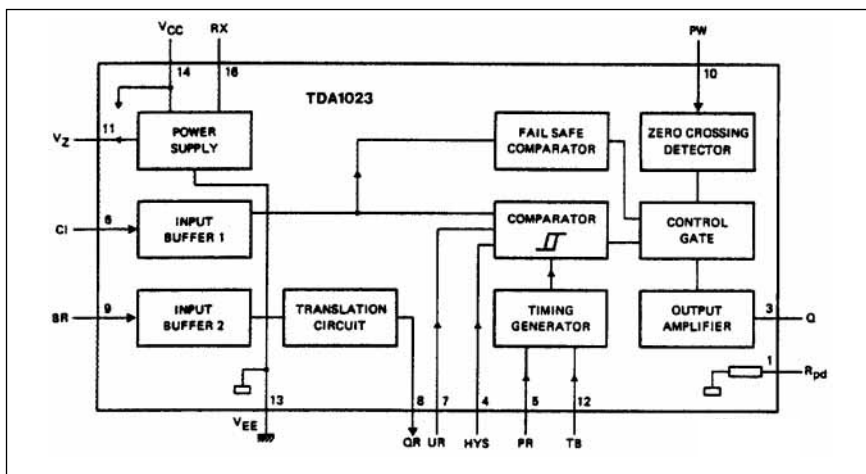 VCC RX PW
14 16 10
TDA1023
VZ 11
POWER
SUPPLY
FAIL SAFE
COMPARATOR
ZERO CROSSING
DETECTOR
CI 6
INPUT
BUFFER 1
COMPARATOR
CONTROL
GATE
BR 9
INPUT
BUFFER 2
TRANSLATION
CIRCUIT
TIMING
GENERATOR
OUTPUT
AMPLIFIER
3 Q
1 Rpd
13 8 7 4 5 12
VEE QR UR HYS PR TB